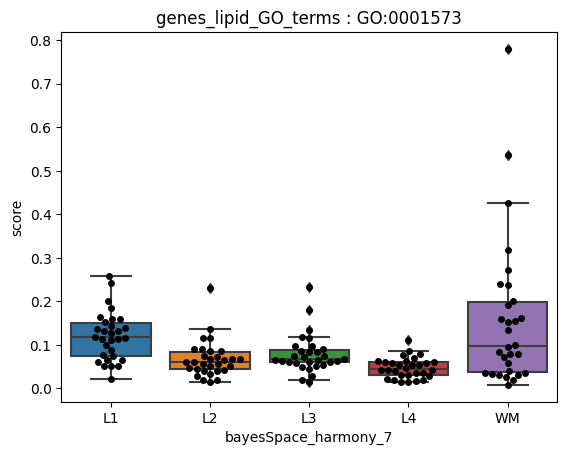 genes_lipid_GO_terms : GO:0001573
0.8
0.7
0.6
0.5
0.4
0.3
0.2
0.1
0.0
score
L1 L2 L3 L4 WM
bayesSpace_harmony_7